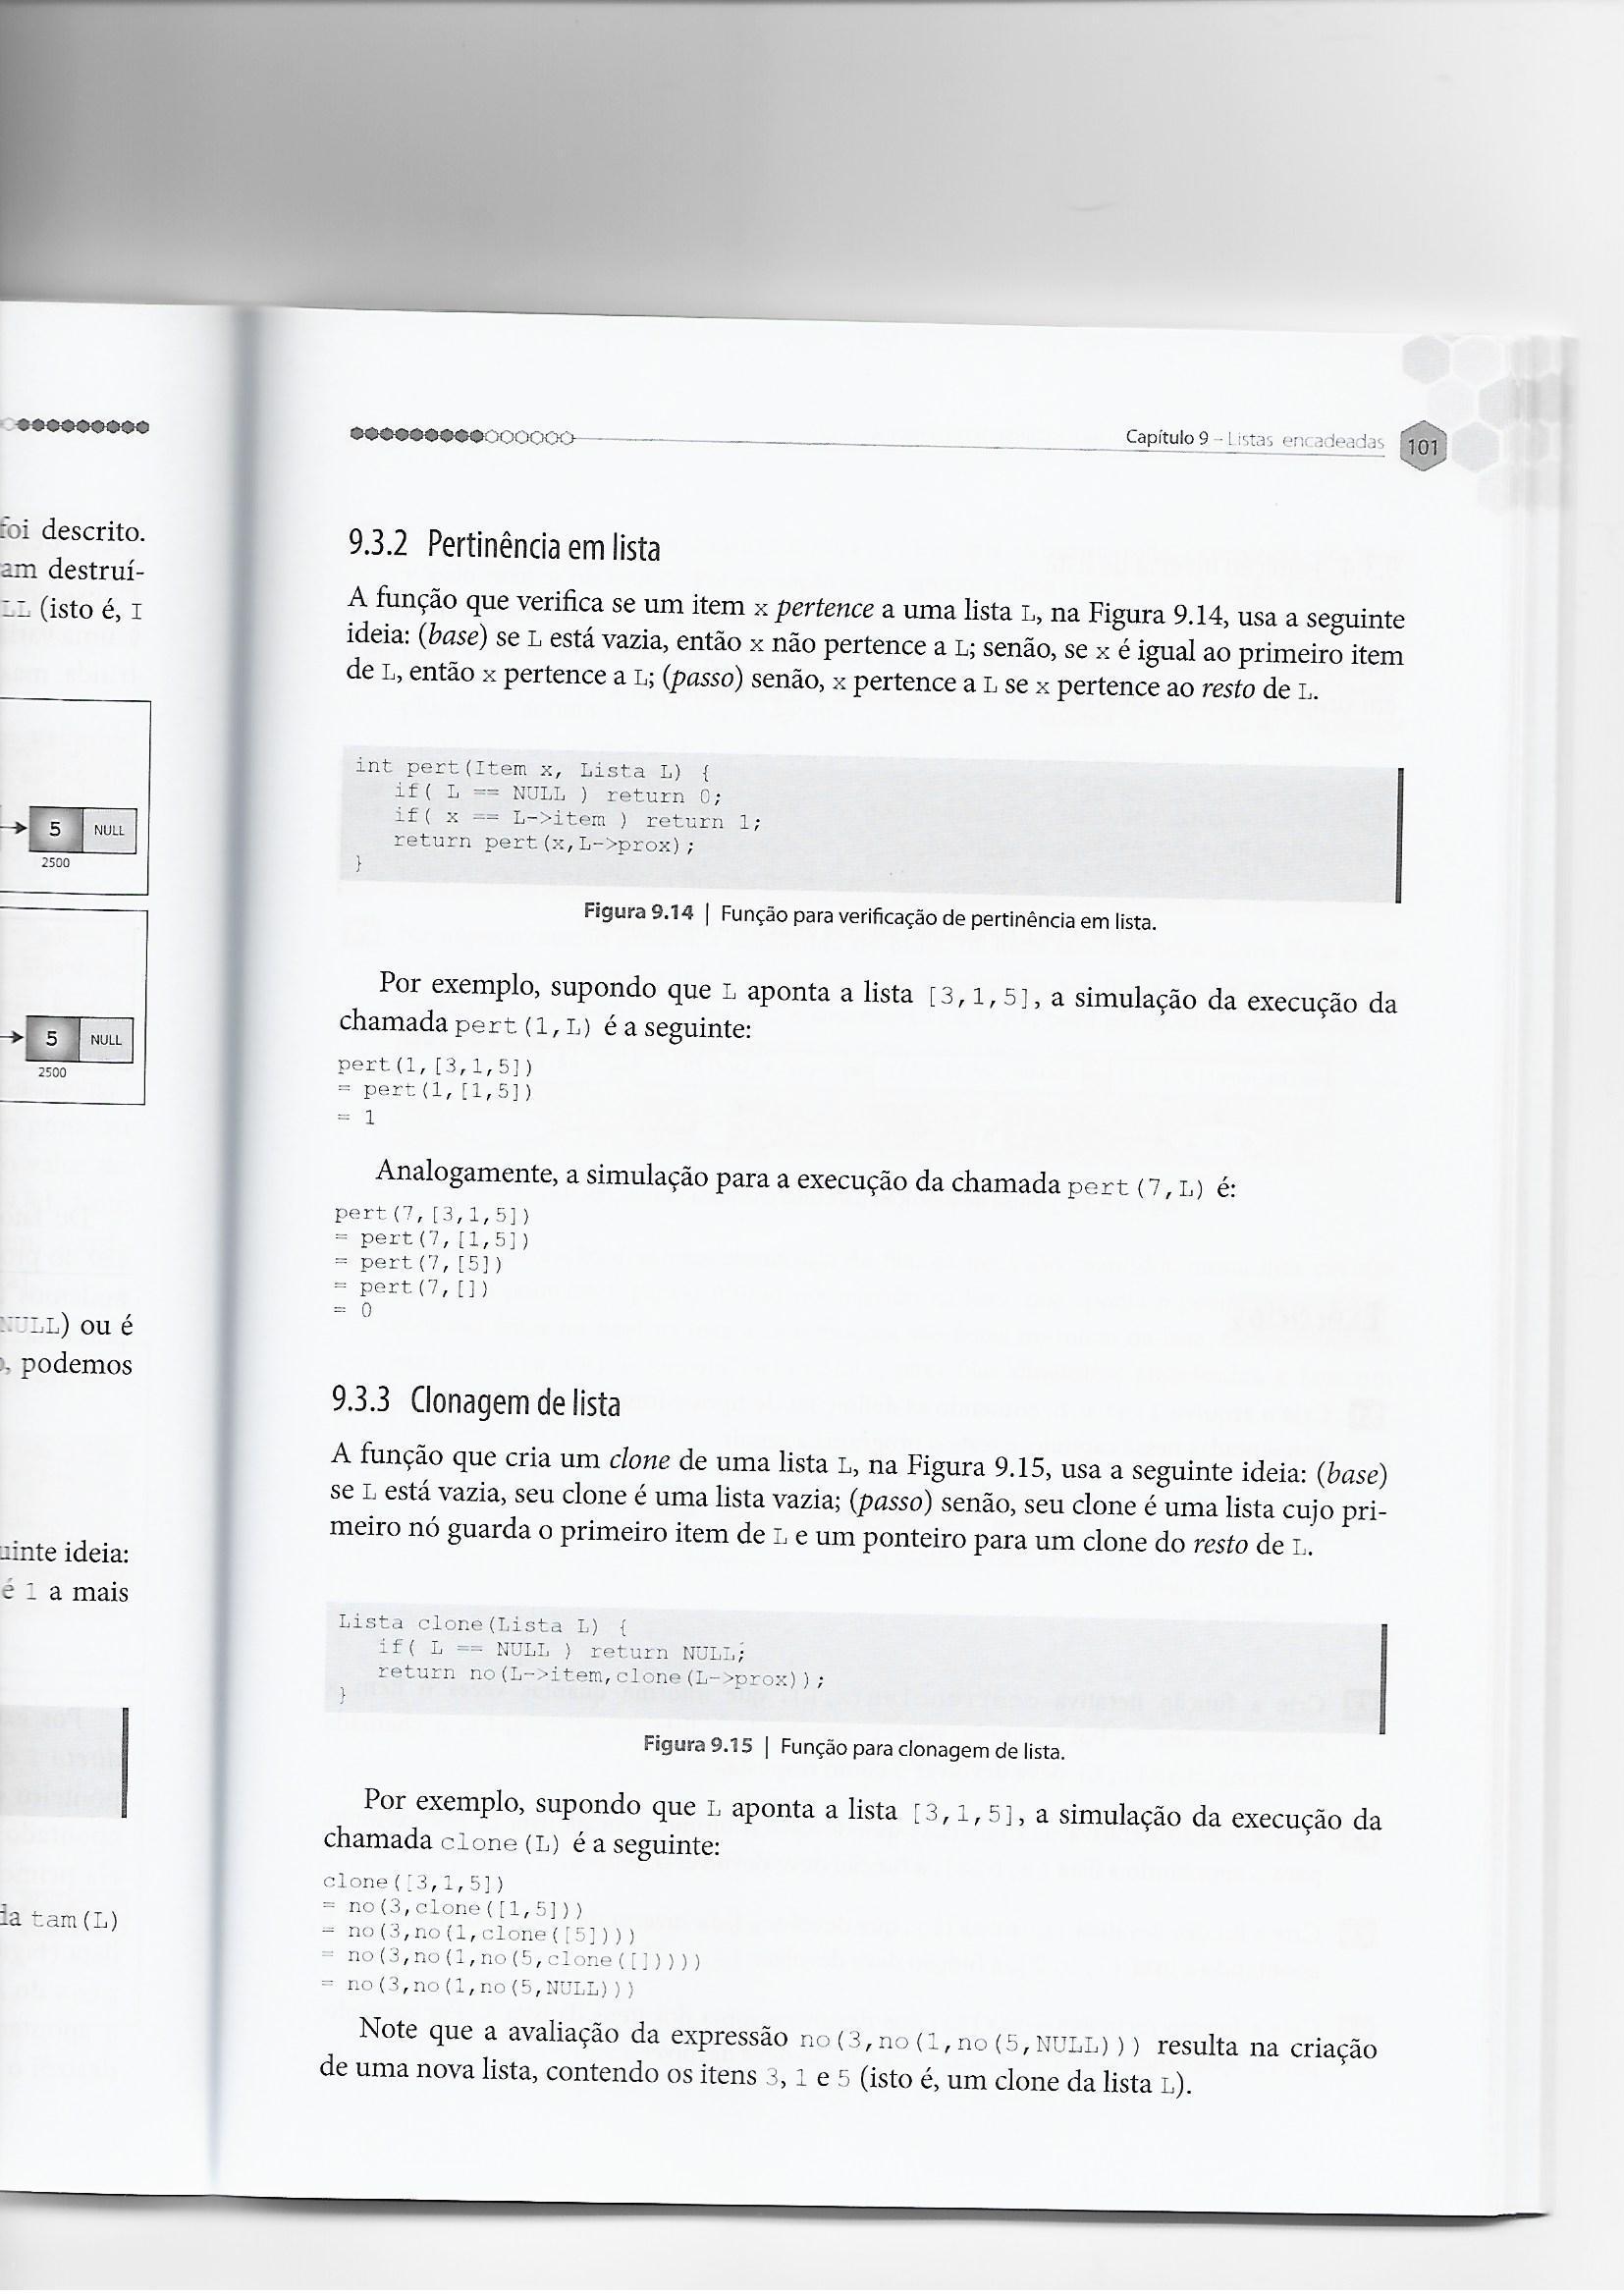 foi descrito.
destruí-
(isto é, I
5 NULL
2500
5 NULL
2500
NULL) ou é
podemos
ideia:
é 1 a mais
tam(L)
Capítulo 9 – Listas encadeadas 101
9.3.2 Pertinência em lista
A função que verifica se um item x pertence a uma lista L, na Figura 9.14, usa a seguinte
ideia: (base) se L está vazia, então x não pertence a L; senão, se x é igual ao primeiro item
de L, então x pertence a L; (passo) senão, x pertence a L se x pertence ao resto de L.
int pert(Item x, Lista L) {
if( L == NULL ) return 0;
if( x == L->item ) return 1;
return pert(x,L->prox);
}
Figura 9.14 | Função para verificação de pertinência em lista.
Por exemplo, supondo que L aponta a lista [3,1,5], a simulação da execução da
chamada pert(1,L) é a seguinte:
pert(1,[3,1,5])
= pert(1,[1,5])
= 1
Analogamente, a simulação para a execução da chamada pert(7,L) é:
pert(7,[3,1,5])
= pert(7,[1,5])
= pert(7,[5])
= pert(7,[])
= 0
9.3.3 Clonagem de lista
A função que cria um clone de uma lista L, na Figura 9.15, usa a seguinte ideia: (base)
se L está vazia, seu clone é uma lista vazia; (passo) senão, seu clone é uma lista cujo pri-
meiro nó guarda o primeiro item de L e um ponteiro para um clone do resto de L.
Lista clone(Lista L) {
if( L == NULL ) return NULL;
return no(L->item,clone(L->prox));
}
Figura 9.15 | Função para clonagem de lista.
Por exemplo, supondo que L aponta a lista [3,1,5], a simulação da execução da
chamada clone(L) é a seguinte:
clone([3,1,5])
= no(3,clone([1,5]))
= no(3,no(1,clone([5])))
= no(3,no(1,no(5,clone([]))))
= no(3,no(1,no(5,NULL)))
Note que a avaliação da expressão no(3,no(1,no(5,NULL))) resulta na criação
de uma nova lista, contendo os itens 3, 1 e 5 (isto é, um clone da lista L).